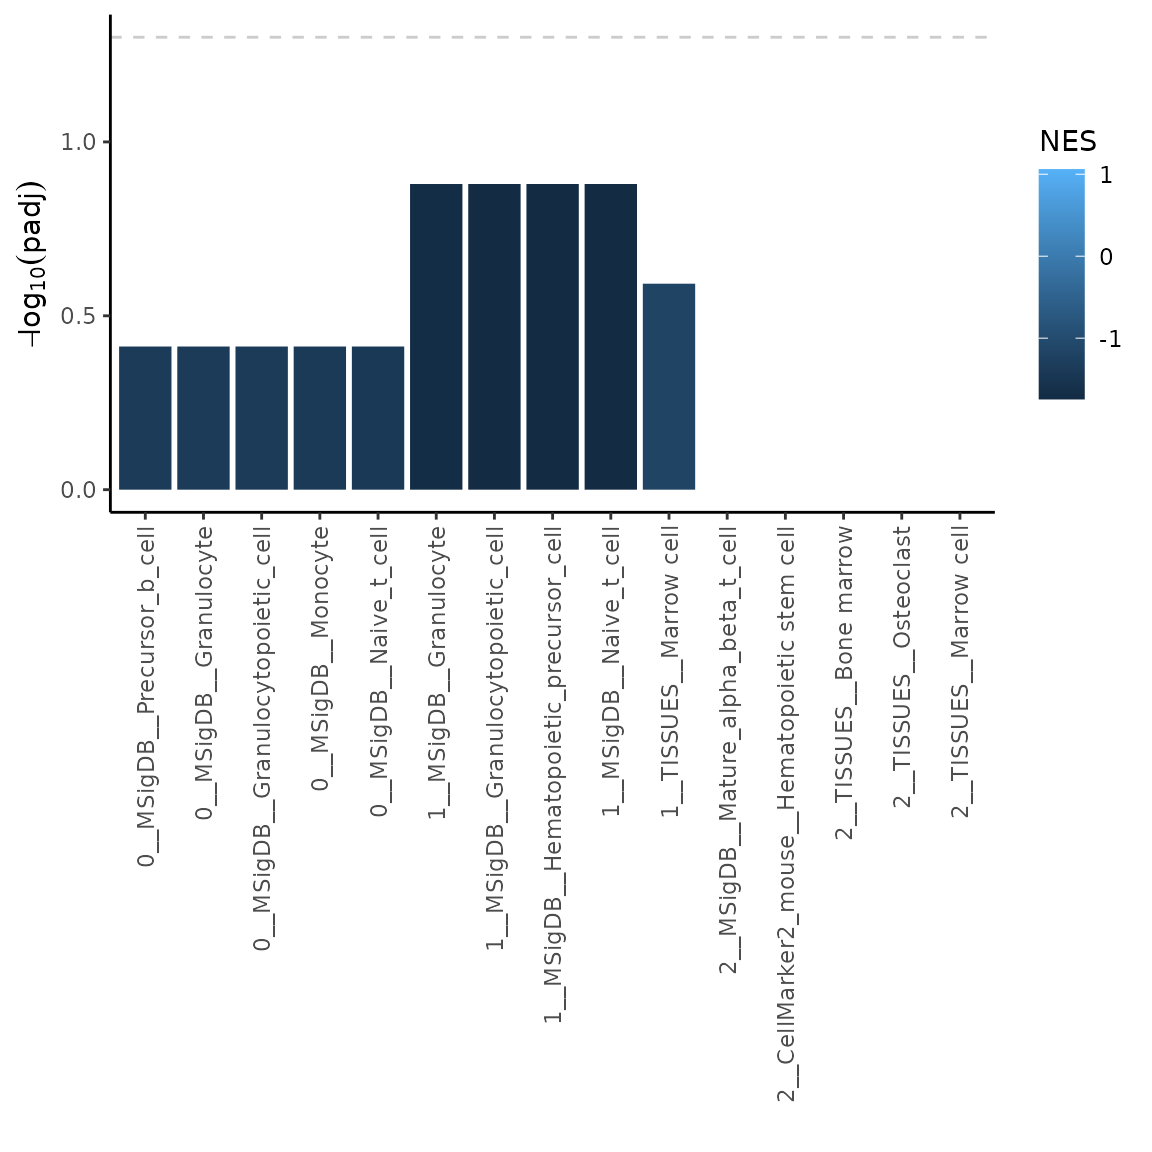 −log10(padj)
1.0
0.5
0.0
0__MSigDB__Precursor_b_cell
0__MSigDB__Granulocyte
0__MSigDB__Granulocytopoietic_cell
0__MSigDB__Monocyte
0__MSigDB__Naive_t_cell
1__MSigDB__Granulocyte
1__MSigDB__Granulocytopoietic_cell
1__MSigDB__Hematopoietic_precursor_cell
1__MSigDB__Naive_t_cell
1__TISSUES__Marrow cell
2__MSigDB__Mature_alpha_beta_t_cell
2__CellMarker2_mouse__Hematopoietic stem cell
2__TISSUES__Bone marrow
2__TISSUES__Osteoclast
2__TISSUES__Marrow cell
NES
1
0
-1